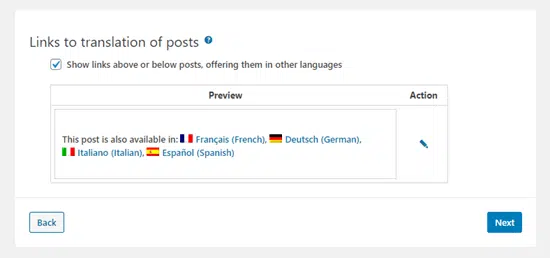 Links to translation of posts ?
Show links above or below posts, offering them in other languages
Preview
Action
This post is also available in: Français (French), Deutsch (German),
Italiano (Italian), Español (Spanish)
Back
Next